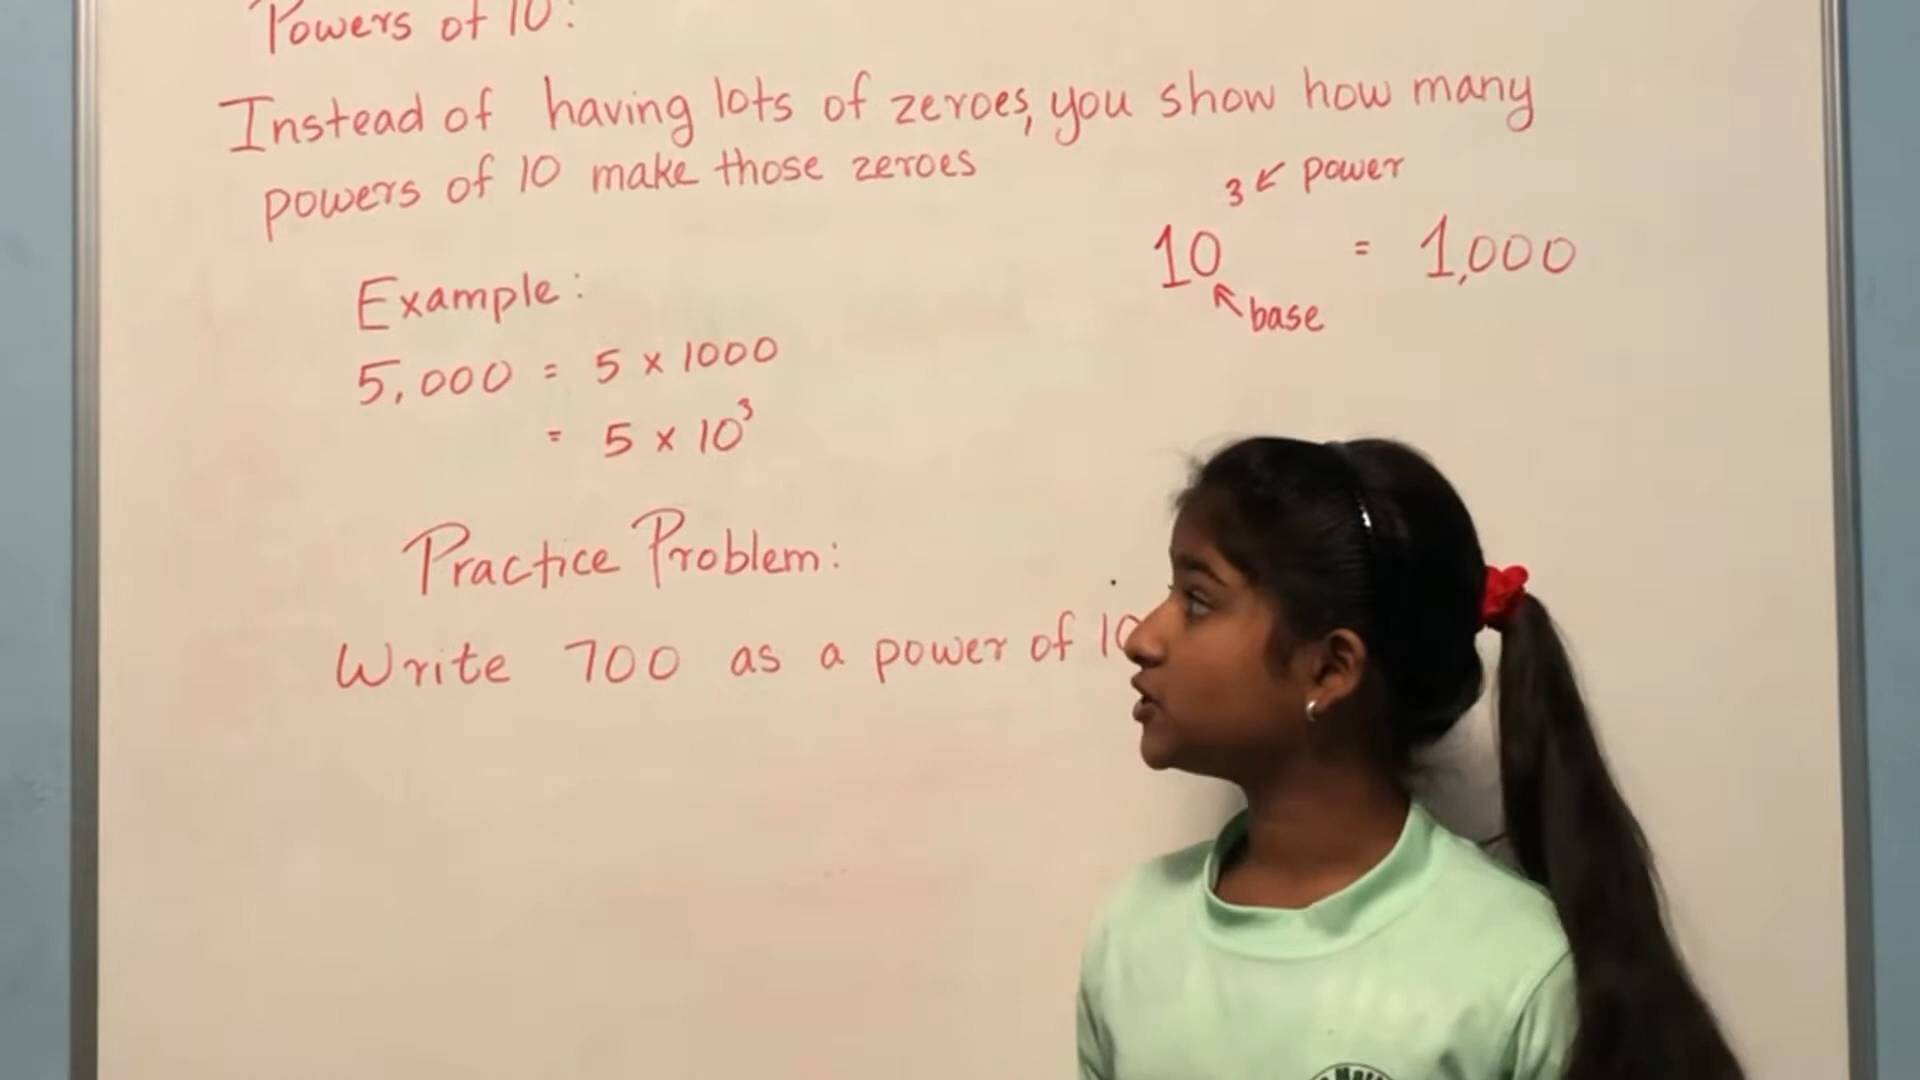 Powers of 10:
Instead of having lots of zeroes, you show how many
powers of 10 make those zeroes
3 ← power
10 = 1,000
↖ base
Example:
5,000 = 5 x 1000
= 5 x 10³
Practice Problem:
Write 700 as a power of 10